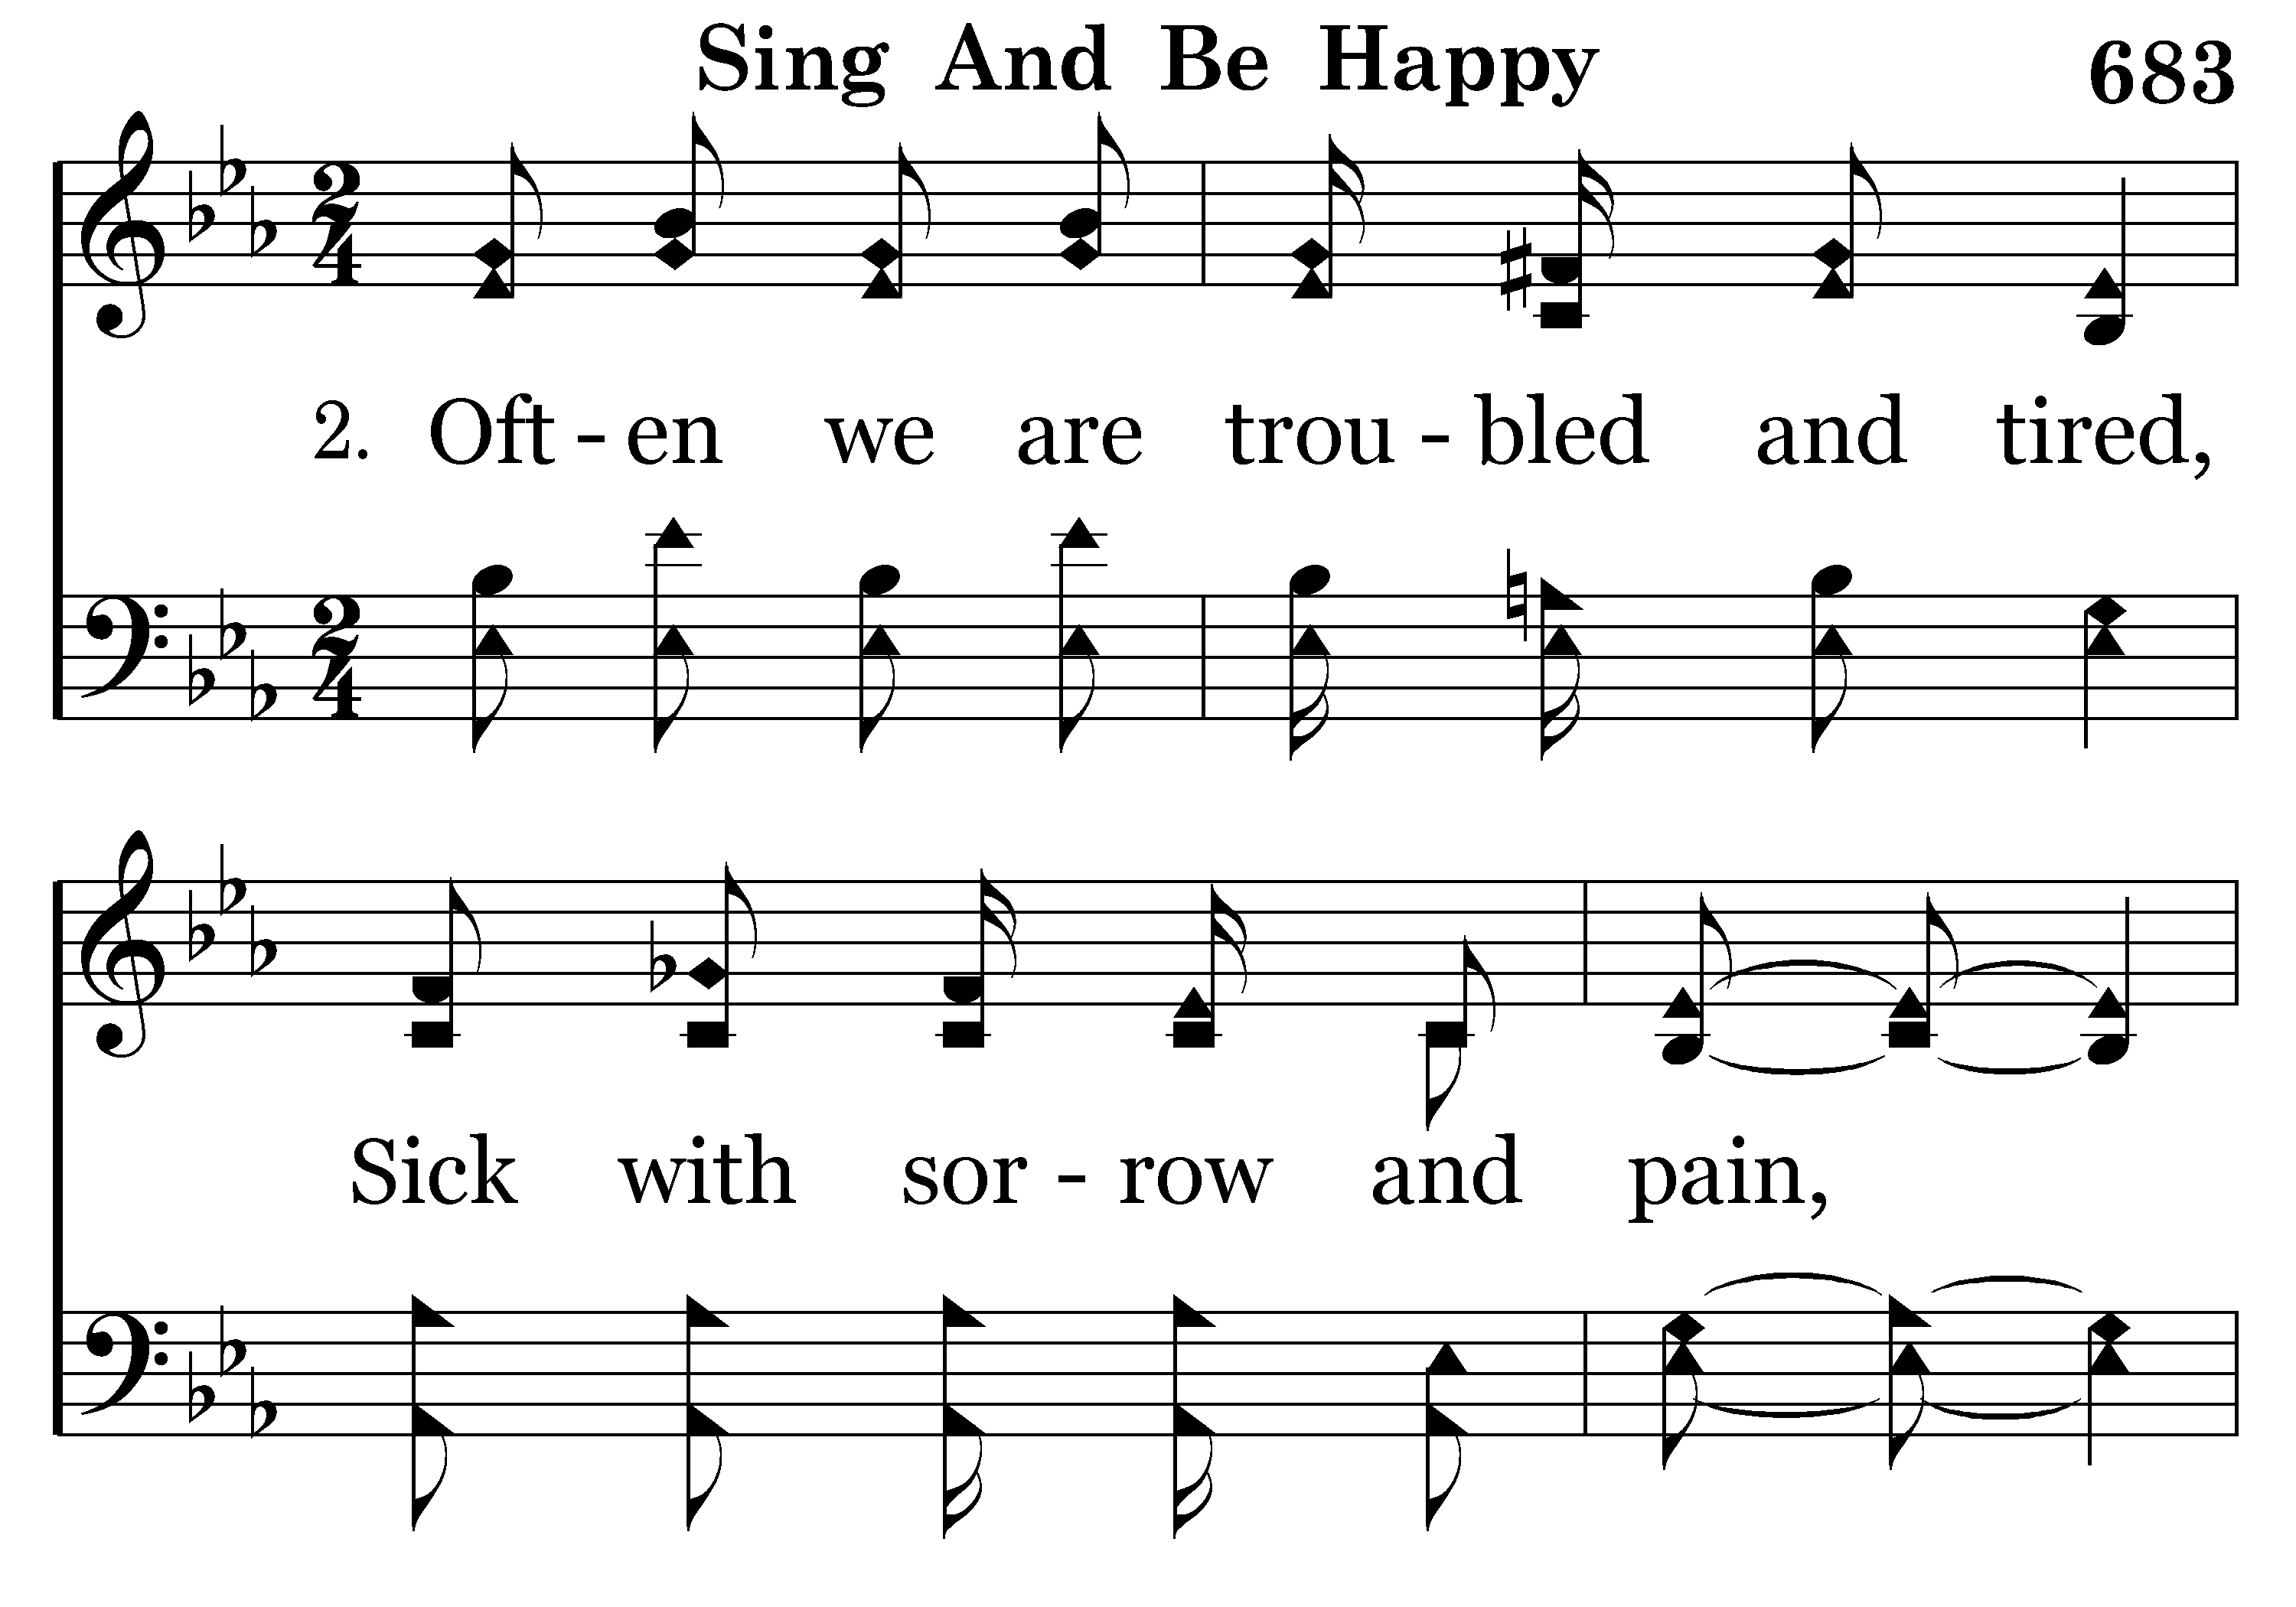 Sing And Be Happy 683
2. Oft - en we are trou - bled and tired,
Sick with sor - row and pain,